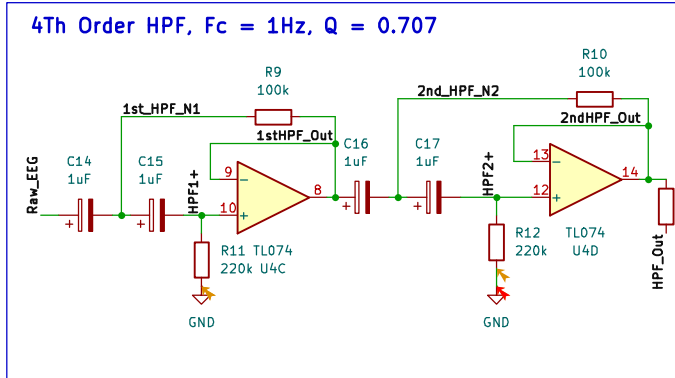 4Th Order HPF, Fc = 1Hz, Q = 0.707
R10
100k
R9
100k
2nd_HPF_N2
1st_HPF_N1
2ndHPF_Out
1stHPF_Out
C14
1uF
C15
1uF
C16
1uF
C17
1uF
Raw_EEG
HPF1+
HPF2+
9
10
8
13
12
14
+
+
+
+
-
+
-
+
R11
220k
TL074
U4C
R12
220k
TL074
U4D
HPF_Out
GND
GND